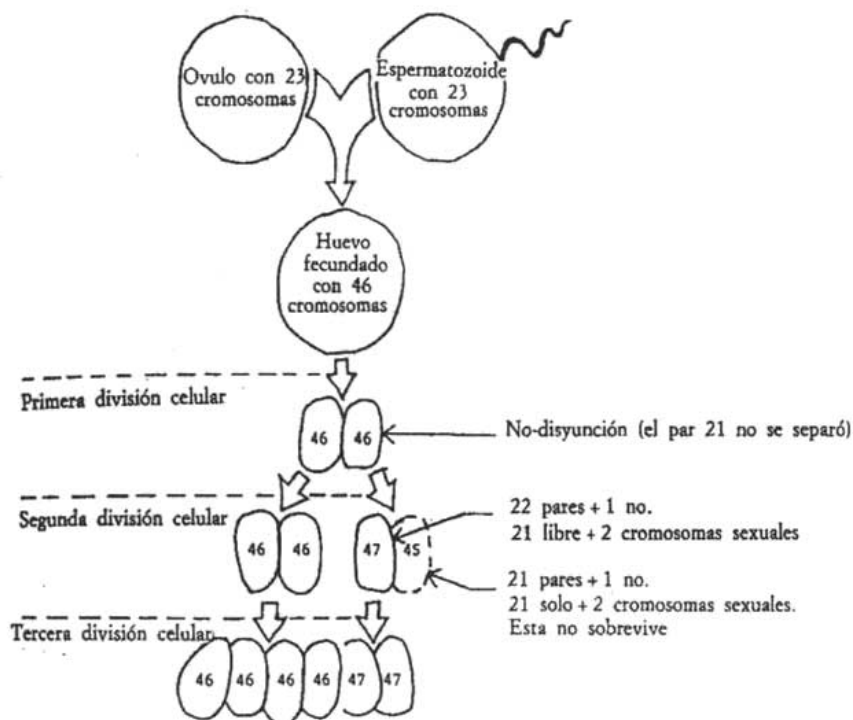 Ovulo con 23
cromosomas
Espermatozoide
con 23
cromosomas
Huevo
fecundado
con 46
cromosomas
Primera división celular
46 46
No-disyunción (el par 21 no se separó)
Segunda división celular
46 46 47 45
22 pares + 1 no.
21 libre + 2 cromosomas sexuales
21 pares + 1 no.
21 solo + 2 cromosomas sexuales.
Esta no sobrevive
Tercera división celular
46 46 46 46 47 47